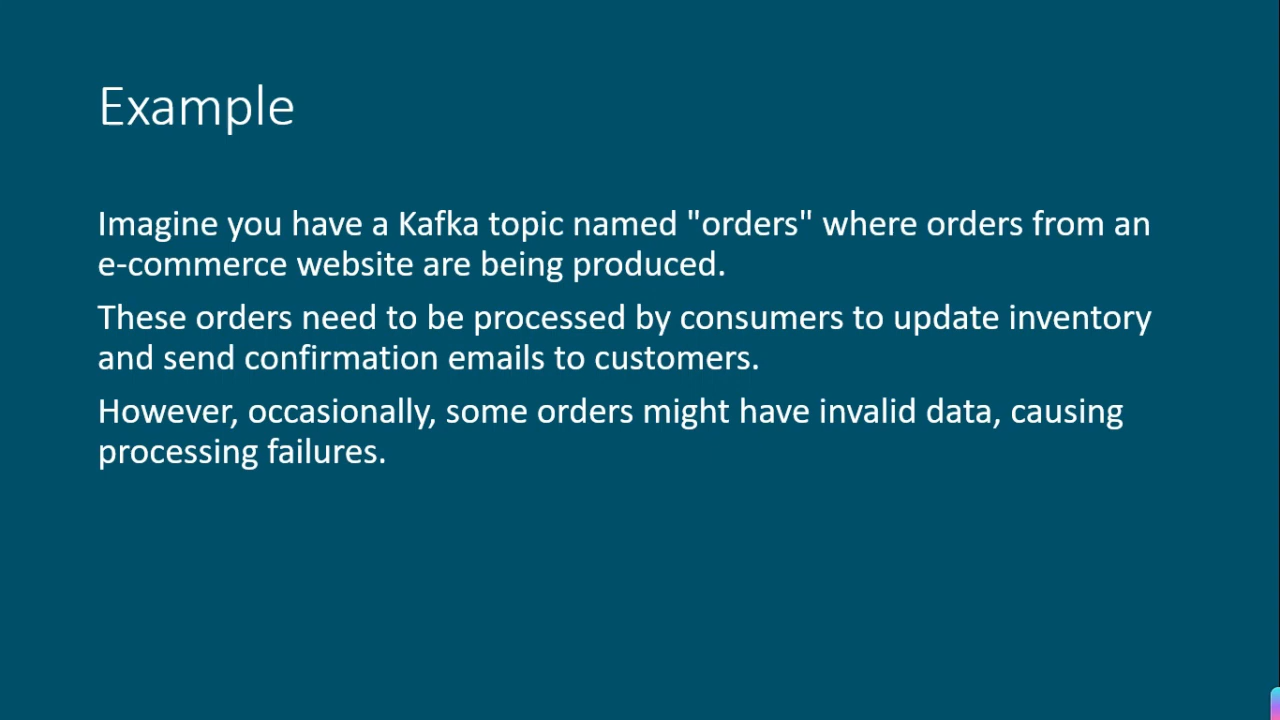 Example
Imagine you have a Kafka topic named "orders" where orders from an
e-commerce website are being produced.
These orders need to be processed by consumers to update inventory
and send confirmation emails to customers.
However, occasionally, some orders might have invalid data, causing
processing failures.